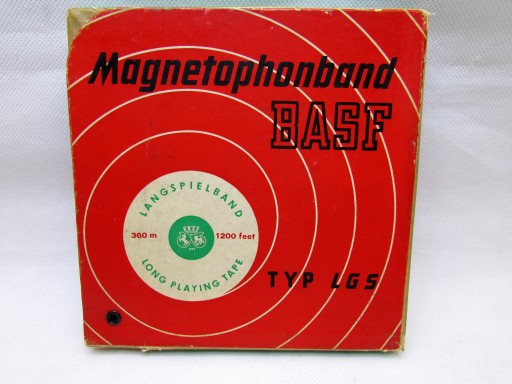 Magnetophonband
BASF
LANGSPIELBAND
360 m 1200 feet
LONG PLAYING TAPE
TYP LGS